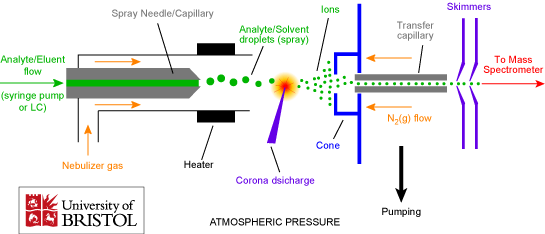 Spray Needle/Capillary
Analyte/Solvent
droplets (spray)
Ions
Transfer
capillary
Skimmers
Analyte/Eluent
flow
(syringe pump
or LC)
To Mass
Spectrometer
Nebulizer gas
Heater
Corona dsicharge
Cone
N2(g) flow
Pumping
University of
BRISTOL
ATMOSPHERIC PRESSURE